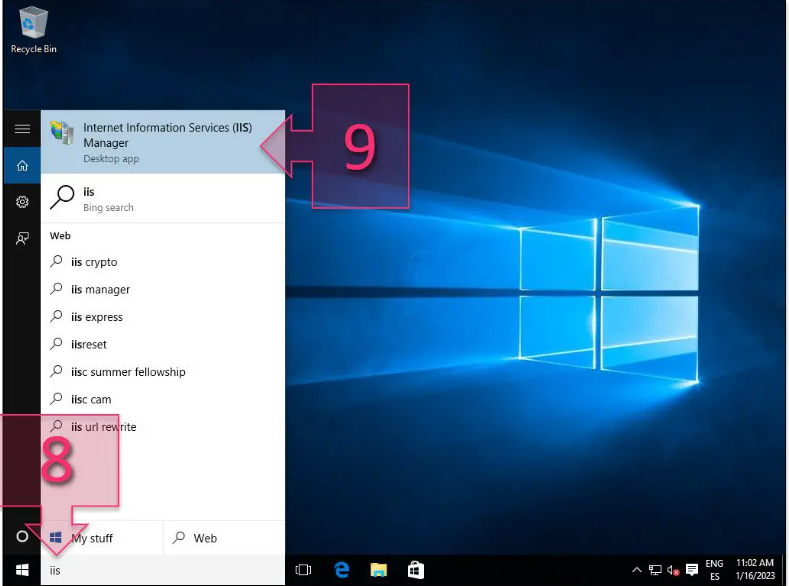 Recycle Bin
Internet Information Services (IIS)
Manager
Desktop app
9
iis
Bing search
Web
iis crypto
iis manager
iis express
iisreset
iisc summer fellowship
iisc cam
iis url rewrite
8
My stuff
Web
iis
ENG
ES
11:02 AM
1/16/2023